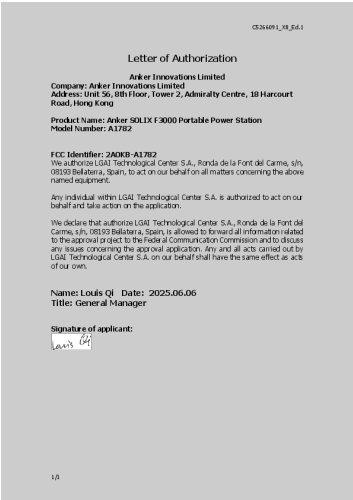 CS266091_XB_Ed.1
Letter of Authorization
Anker Innovations Limited
Company: Anker Innovations Limited
Address: Unit 56, 8th Floor, Tower 2, Admiralty Centre, 18 Harcourt
Road, Hong Kong
Product Name: Anker SOLIX F3000 Portable Power Station
Model Number: A1782
FCC Identifier: 2AOKB-A1782
We authorize LGAI Technological Center S.A., Ronda de la Font del Carme, s/n,
08193 Bellaterra, Spain, to act on our behalf on all matters concerning the above
named equipment.
Any individual within LGAI Technological Center S.A. is authorized to act on our
behalf and take action on the application.
We declare that authorize LGAI Technological Center S.A., Ronda de la Font del
Carme, s/n, 08193 Bellaterra, Spain, is allowed to forward all information related
to the approval project to the Federal Communication Commission and to discuss
any issues concerning the approval application. Any and all acts carried out by
LGAI Technological Center S.A. on our behalf shall have the same effect as acts
of our own.
Name: Louis Qi Date: 2025.06.06
Title: General Manager
Signature of applicant:
Louis Qi
1/1